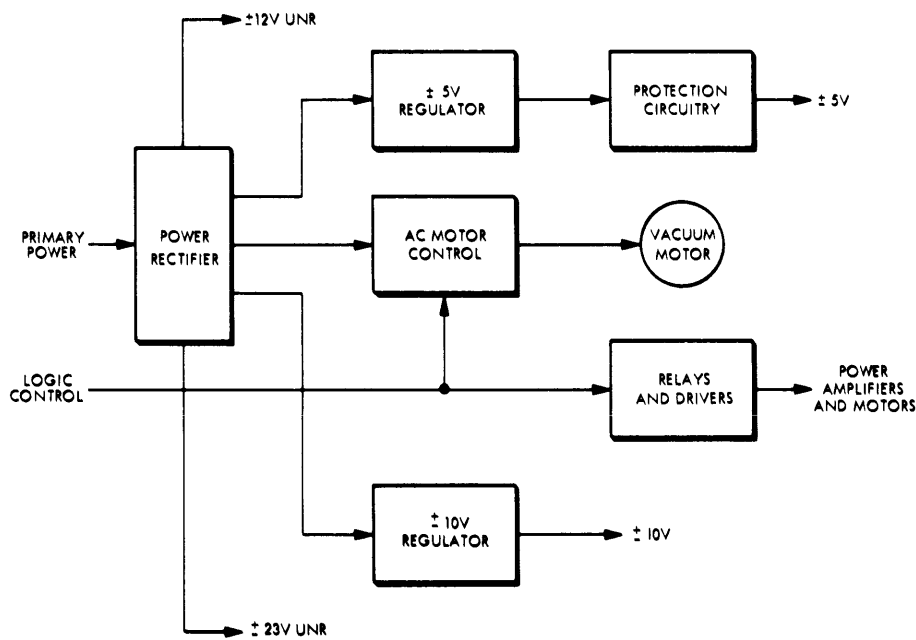 ±12V UNR
± 5V
REGULATOR
PROTECTION
CIRCUITRY
± 5V
PRIMARY
POWER
POWER
RECTIFIER
AC MOTOR
CONTROL
VACUUM
MOTOR
LOGIC
CONTROL
RELAYS
AND DRIVERS
POWER
AMPLIFIERS
AND MOTORS
± 10V
REGULATOR
± 10V
± 23V UNR